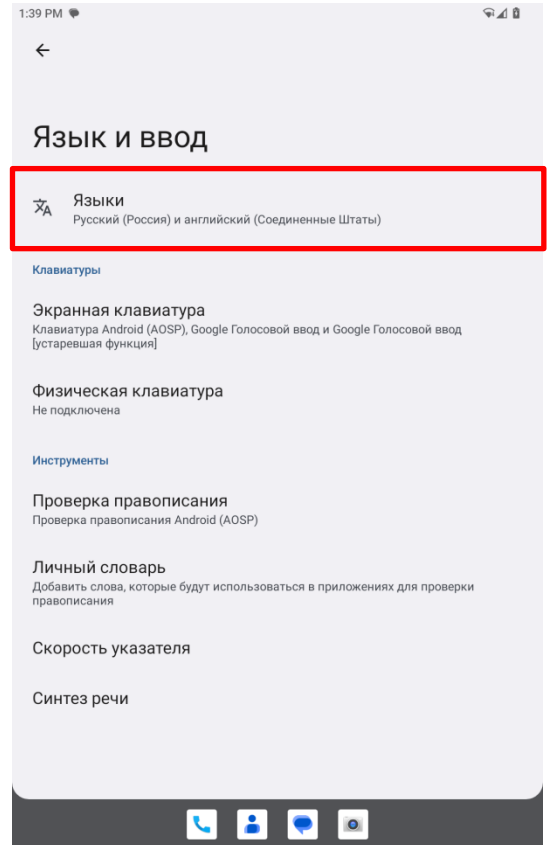 1:39 PM
Язык и ввод
Языки
Русский (Россия) и английский (Соединенные Штаты)
Клавиатуры
Экранная клавиатура
Клавиатура Android (AOSP), Google Голосовой ввод и Google Голосовой ввод
[устаревшая функция]
Физическая клавиатура
Не подключена
Инструменты
Проверка правописания
Проверка правописания Android (AOSP)
Личный словарь
Добавить слова, которые будут использоваться в приложениях для проверки
правописания
Скорость указателя
Синтез речи